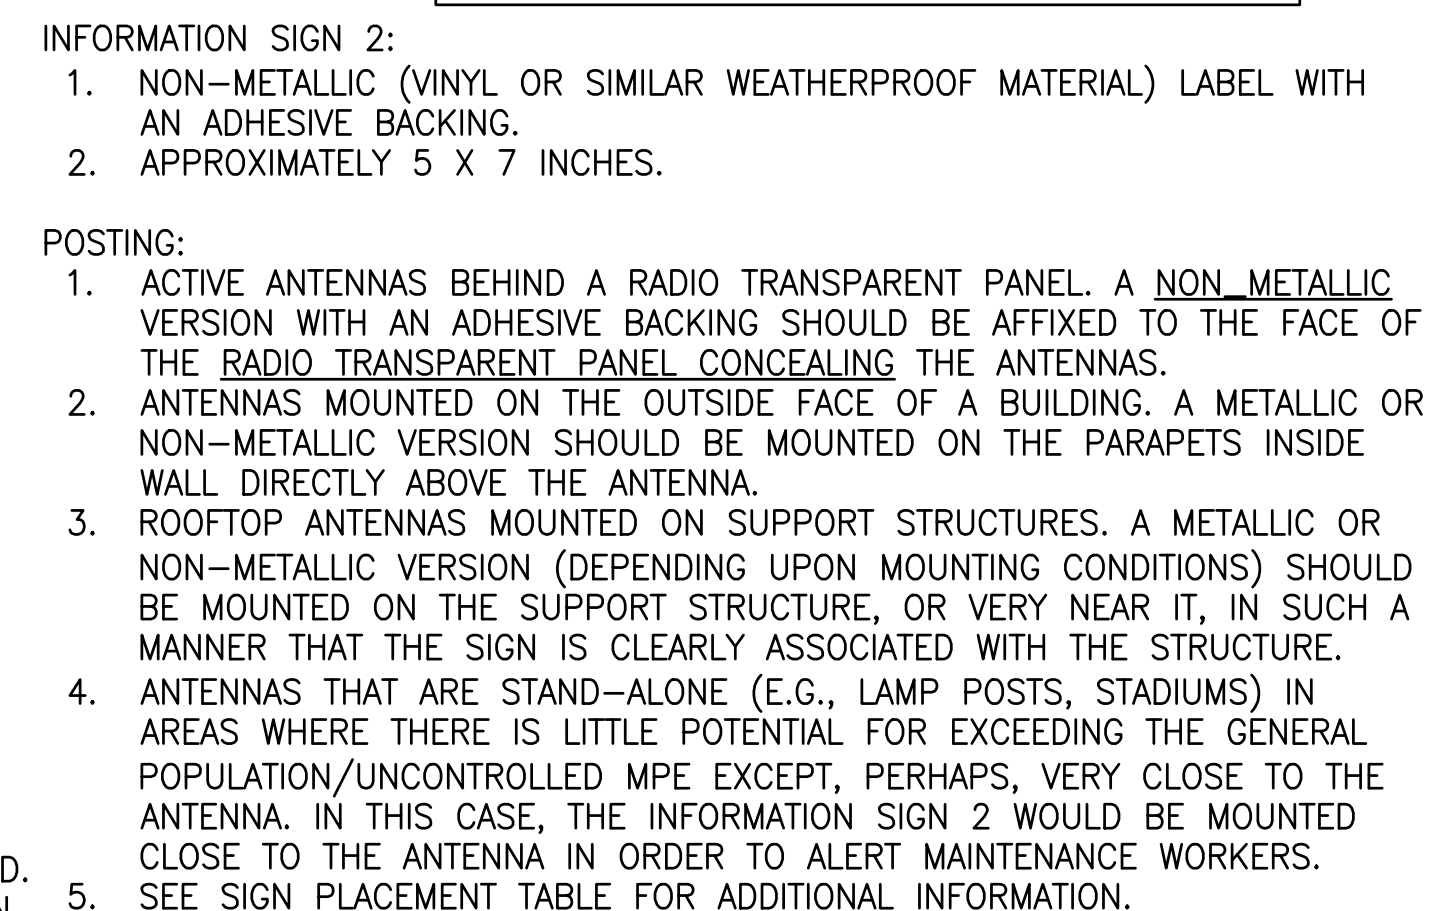 INFORMATION SIGN 2:
1. NON-METALLIC (VINYL OR SIMILAR WEATHERPROOF MATERIAL) LABEL WITH
AN ADHESIVE BACKING.
2. APPROXIMATELY 5 X 7 INCHES.
POSTING:
1. ACTIVE ANTENNAS BEHIND A RADIO TRANSPARENT PANEL. A NON_METALLIC
VERSION WITH AN ADHESIVE BACKING SHOULD BE AFFIXED TO THE FACE OF
THE RADIO TRANSPARENT PANEL CONCEALING THE ANTENNAS.
2. ANTENNAS MOUNTED ON THE OUTSIDE FACE OF A BUILDING. A METALLIC OR
NON-METALLIC VERSION SHOULD BE MOUNTED ON THE PARAPETS INSIDE
WALL DIRECTLY ABOVE THE ANTENNA.
3. ROOFTOP ANTENNAS MOUNTED ON SUPPORT STRUCTURES. A METALLIC OR
NON-METALLIC VERSION (DEPENDING UPON MOUNTING CONDITIONS) SHOULD
BE MOUNTED ON THE SUPPORT STRUCTURE, OR VERY NEAR IT, IN SUCH A
MANNER THAT THE SIGN IS CLEARLY ASSOCIATED WITH THE STRUCTURE.
4. ANTENNAS THAT ARE STAND-ALONE (E.G., LAMP POSTS, STADIUMS) IN
AREAS WHERE THERE IS LITTLE POTENTIAL FOR EXCEEDING THE GENERAL
POPULATION/UNCONTROLLED MPE EXCEPT, PERHAPS, VERY CLOSE TO THE
ANTENNA. IN THIS CASE, THE INFORMATION SIGN 2 WOULD BE MOUNTED
CLOSE TO THE ANTENNA IN ORDER TO ALERT MAINTENANCE WORKERS.
5. SEE SIGN PLACEMENT TABLE FOR ADDITIONAL INFORMATION.
D.